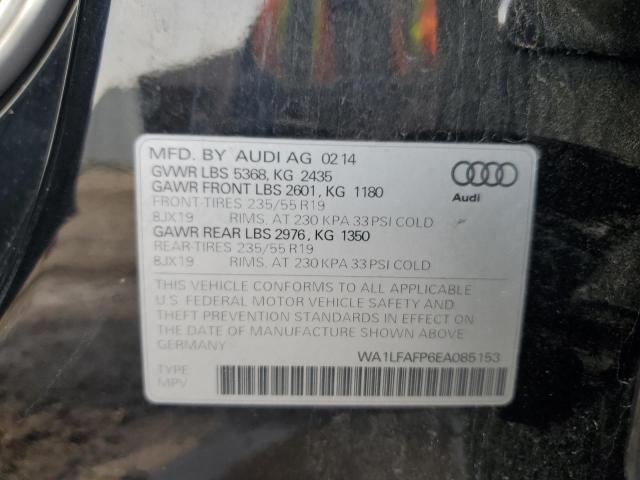 MFD. BY AUDI AG 02 14
GVWR LBS 5368, KG 2435
GAWR FRONT LBS 2601, KG 1180
FRONT-TIRES 235/55 R19
8JX19 RIMS, AT 230 KPA 33 PSI COLD
GAWR REAR LBS 2976, KG 1350
REAR-TIRES 235/55 R19
8JX19 RIMS, AT 230 KPA 33 PSI COLD
Audi
THIS VEHICLE CONFORMS TO ALL APPLICABLE
U.S. FEDERAL MOTOR VEHICLE SAFETY AND
THEFT PREVENTION STANDARDS IN EFFECT ON
THE DATE OF MANUFACTURE SHOWN ABOVE
GERMANY
WA1LFAFP6EA085153
TYPE
MPV